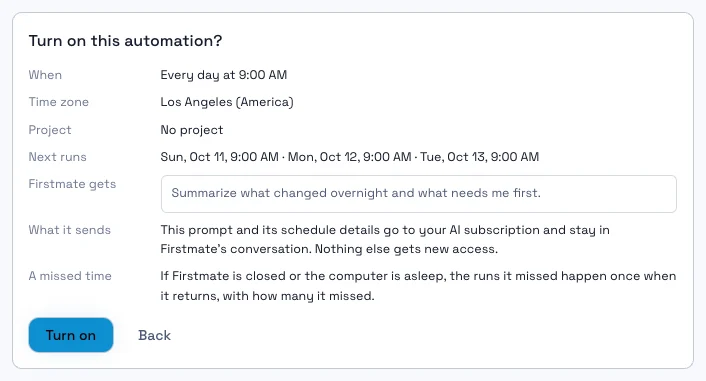 Turn on this automation?
When Every day at 9:00 AM
Time zone Los Angeles (America)
Project No project
Next runs Sun, Oct 11, 9:00 AM · Mon, Oct 12, 9:00 AM · Tue, Oct 13, 9:00 AM
Firstmate gets Summarize what changed overnight and what needs me first.
What it sends This prompt and its schedule details go to your AI subscription and stay in
Firstmate's conversation. Nothing else gets new access.
A missed time If Firstmate is closed or the computer is asleep, the runs it missed happen once when
it returns, with how many it missed.
Turn on Back